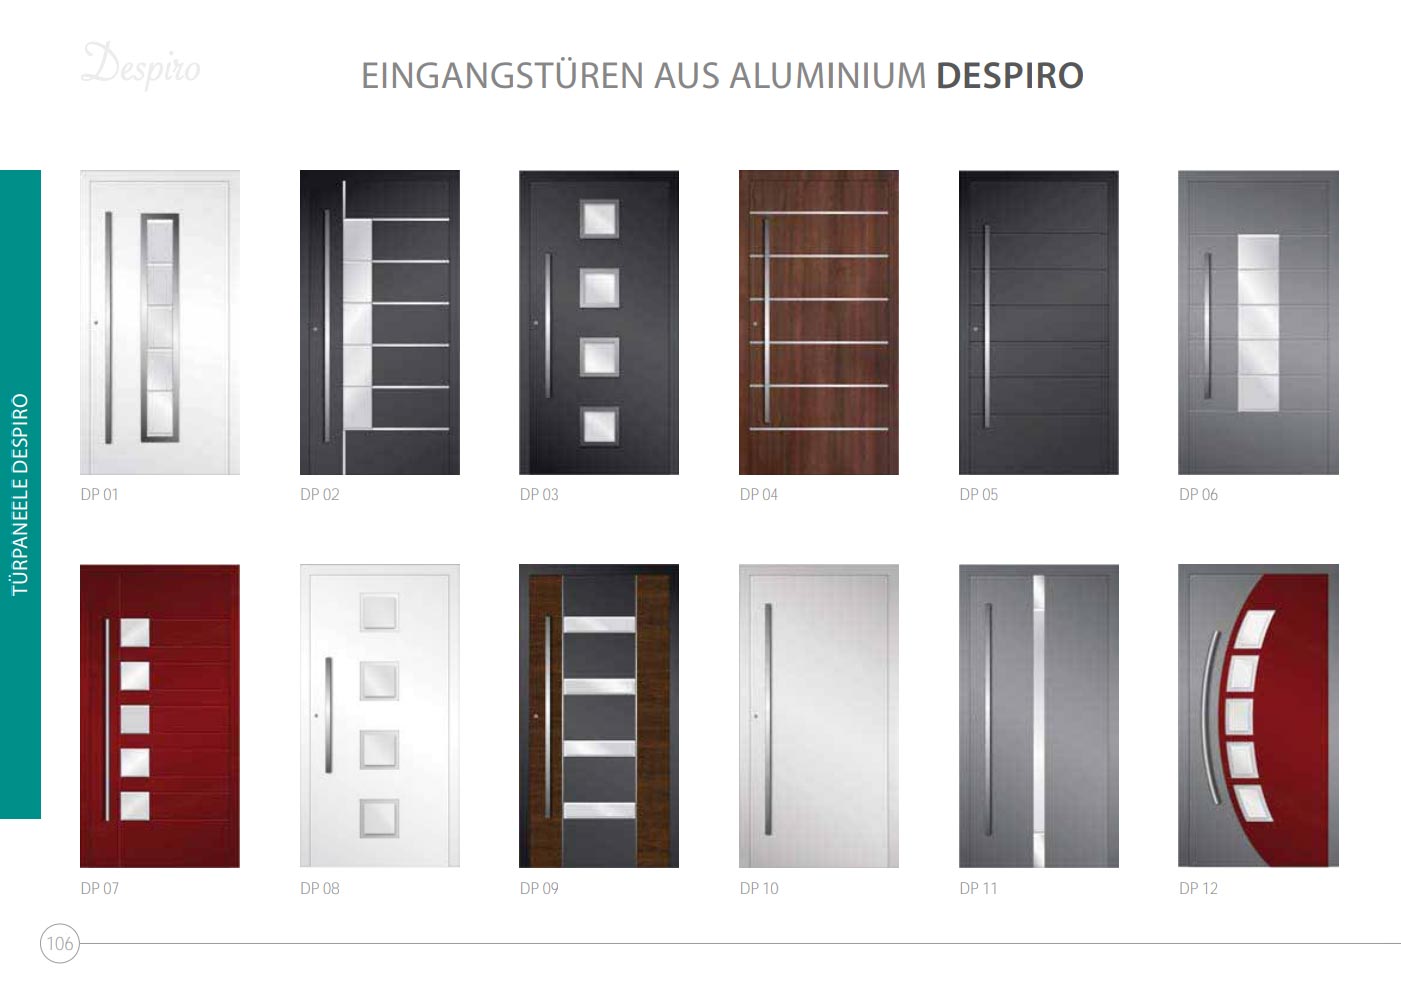 Despiro
EINGANGSTÜREN AUS ALUMINIUM DESPIRO
TÜRPANEELE DESPIRO
DP 01
DP 02
DP 03
DP 04
DP 05
DP 06
DP 07
DP 08
DP 09
DP 10
DP 11
DP 12
106